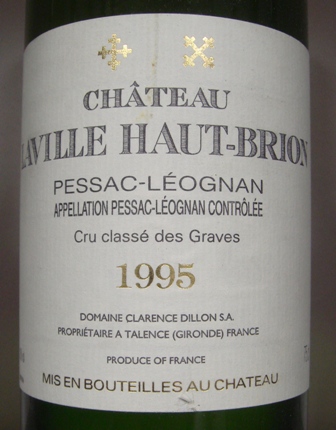 CHÂTEAU
LAVILLE HAUT-BRION
PESSAC-LÉOGNAN
APPELLATION PESSAC-LÉOGNAN CONTRÔLÉE
Cru classé des Graves
1995
DOMAINE CLARENCE DILLON S.A.
PROPRIÉTAIRE A TALENCE (GIRONDE) FRANCE
PRODUCE OF FRANCE
MIS EN BOUTEILLES AU CHATEAU